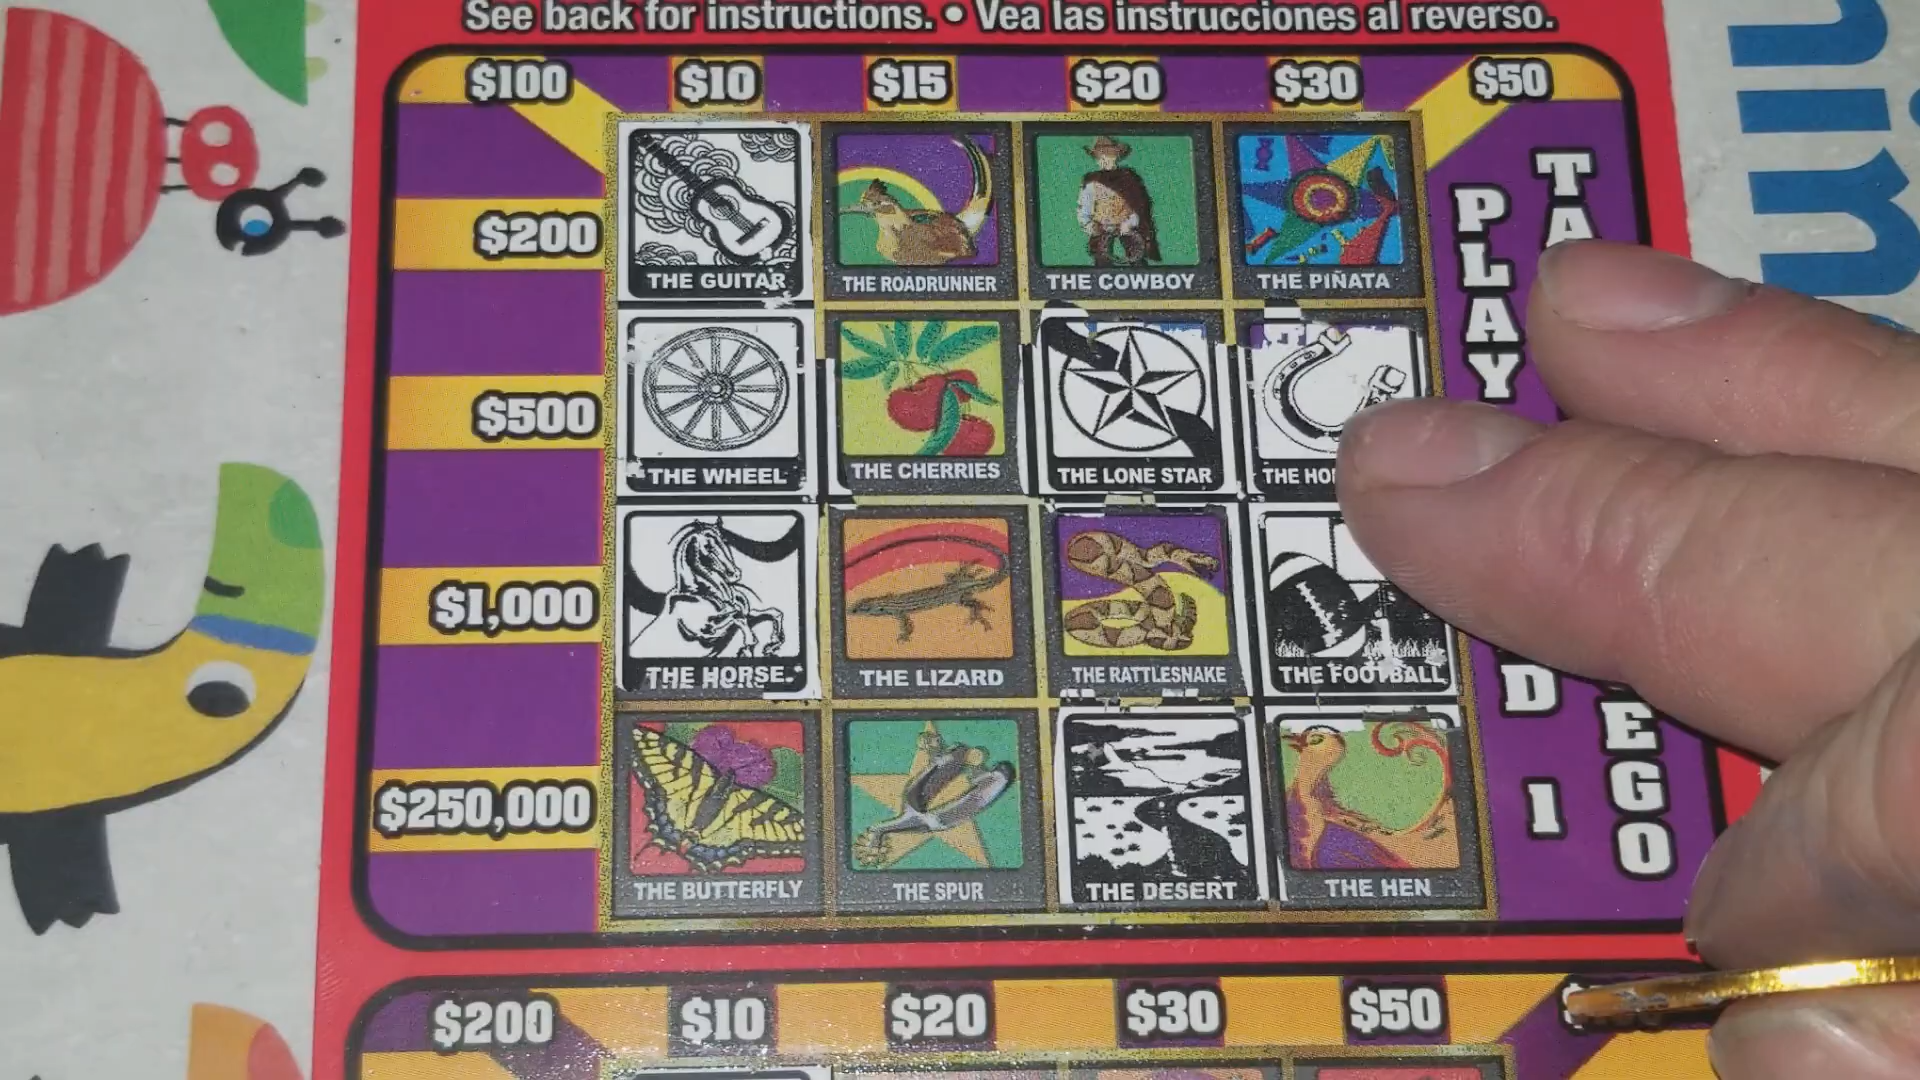 See back for instructions. • Vea las instrucciones al reverso.
$100 $10 $15 $20 $30 $50
$200
THE GUITAR THE ROADRUNNER THE COWBOY THE PIÑATA
PLAY
$500
THE WHEEL THE CHERRIES THE LONE STAR THE
$1,000
THE HORSE THE LIZARD THE RATTLESNAKE THE FOOTBALL
$250,000
THE BUTTERFLY THE SPUR THE DESERT THE HEN
1
$200 $10 $20 $30 $50